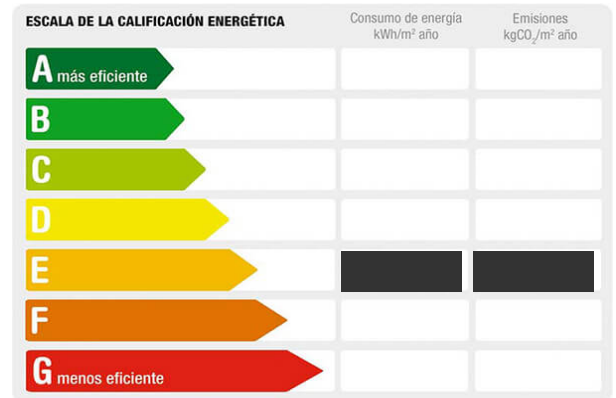 ESCALA DE LA CALIFICACIÓN ENERGÉTICA
Consumo de energía
kWh/m² año
Emisiones
kgCO₂/m² año
A más eficiente
B
C
D
E
F
G menos eficiente